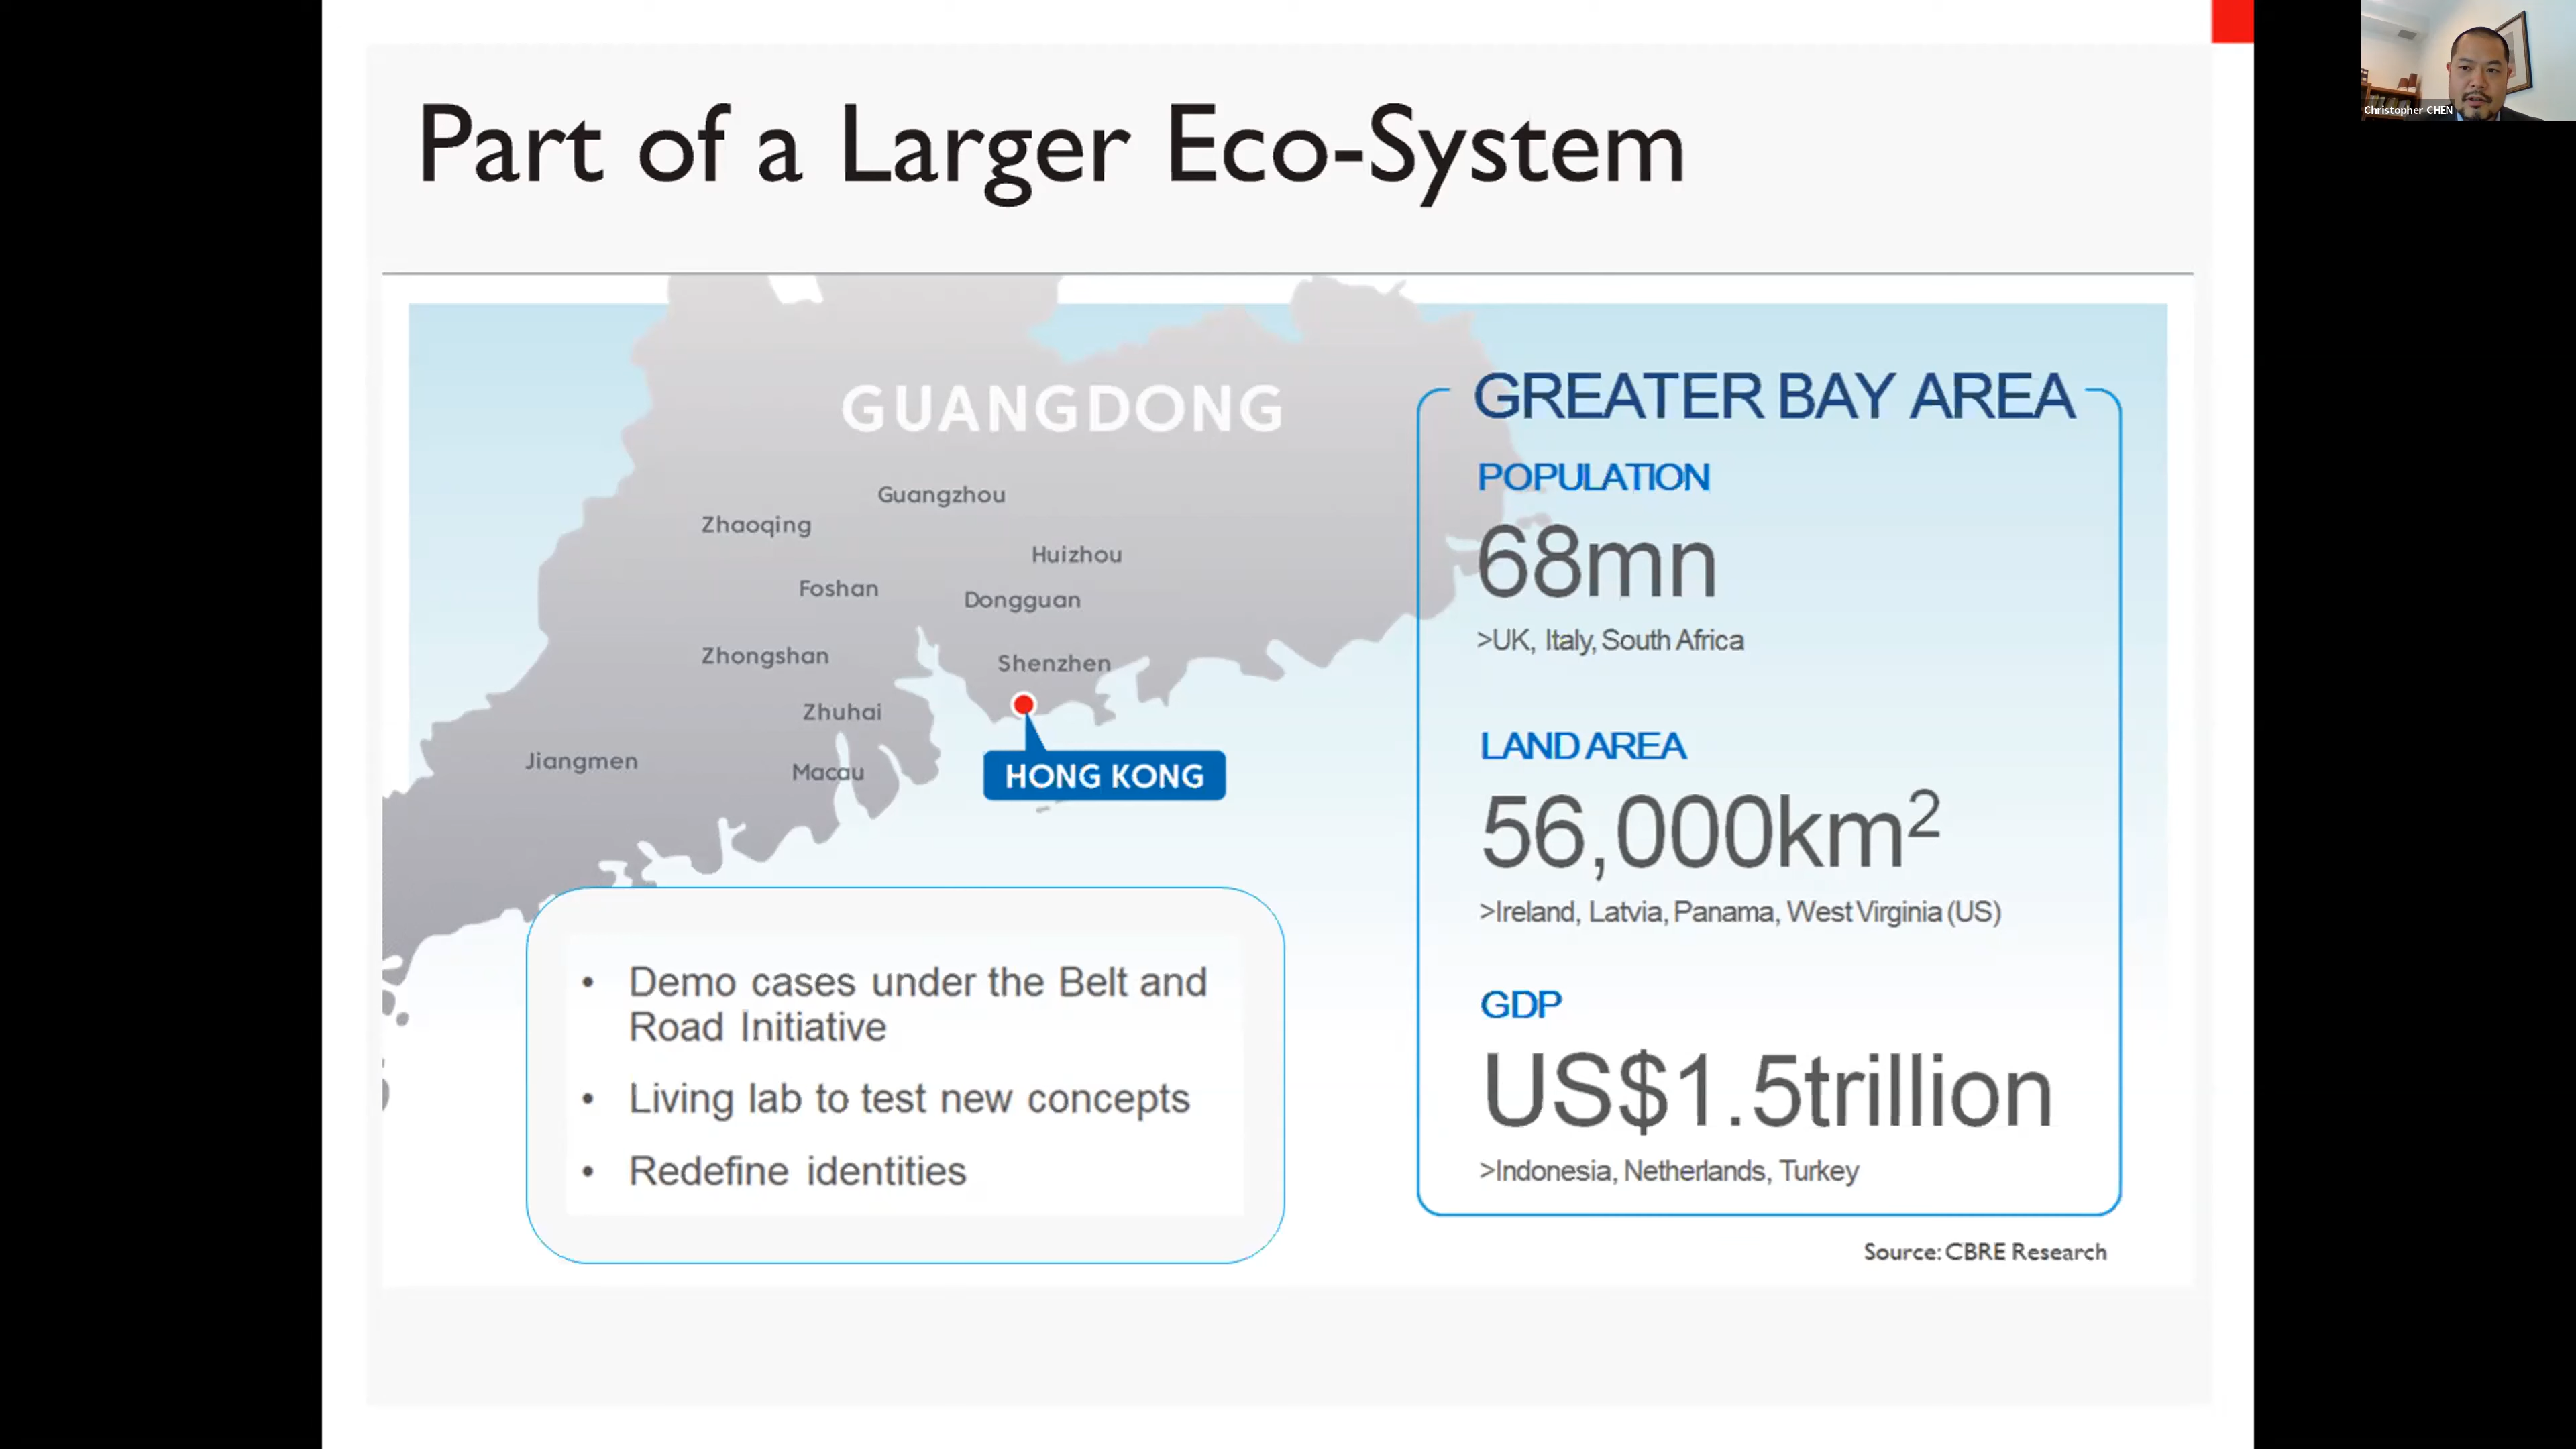 Part of a Larger Eco-System
Christopher CHEN
GUANGDONG
Guangzhou
Zhaoqing
Huizhou
Foshan
Dongguan
Zhongshan
Shenzhen
Zhuhai
Jiangmen
Macau
HONG KONG
• Demo cases under the Belt and
Road Initiative
• Living lab to test new concepts
• Redefine identities
GREATER BAY AREA
POPULATION
68mn
>UK, Italy, South Africa
LAND AREA
56,000km²
>Ireland, Latvia, Panama, West Virginia (US)
GDP
US$1.5trillion
>Indonesia, Netherlands, Turkey
Source: CBRE Research